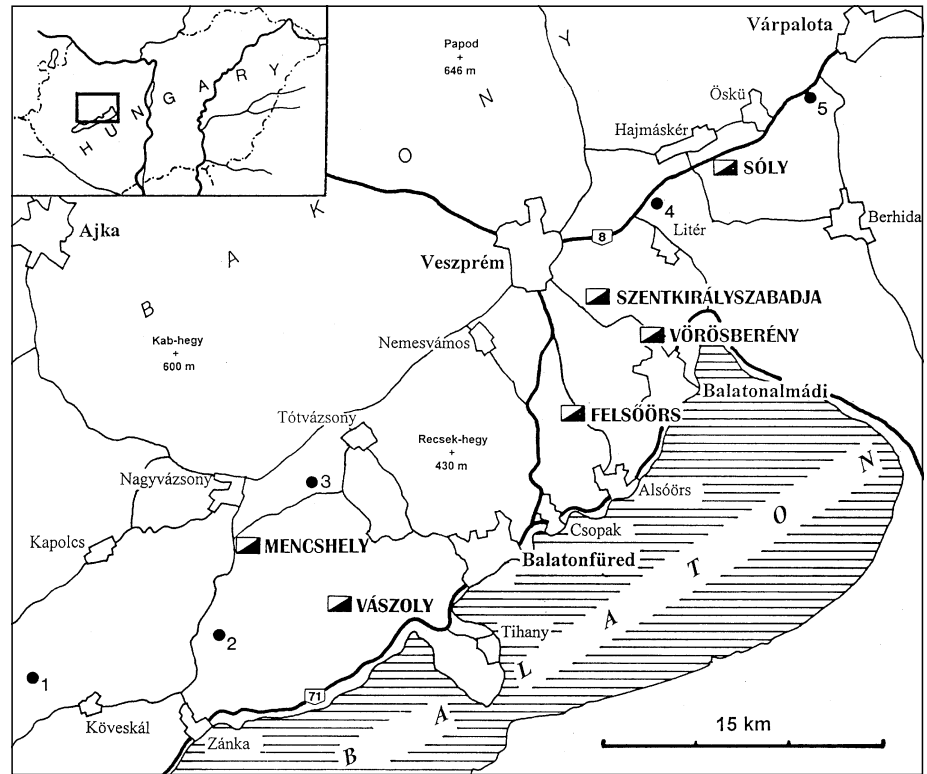 HUNGARY
Papod
+
646 m
Várpalota
Öskü
5
Hajmáskér
SÓLY
4
Berhida
Litér
8
Ajka
Veszprém
BAKONY
SZENTKIRÁLYSZABADJA
VÖRÖSBERÉNY
Kab-hegy
+
600 m
Nemesvámos
Balatonalmádi
Tótvázsony
FELSŐÖRS
Recsek-hegy
+
430 m
Nagyvázsony
3
Alsóörs
Csopak
Kapolcs
MENCSHELY
Balatonfüred
VÁSZOLY
2
Tihany
1
71
BALATON
Köveskál
Zánka
15 km